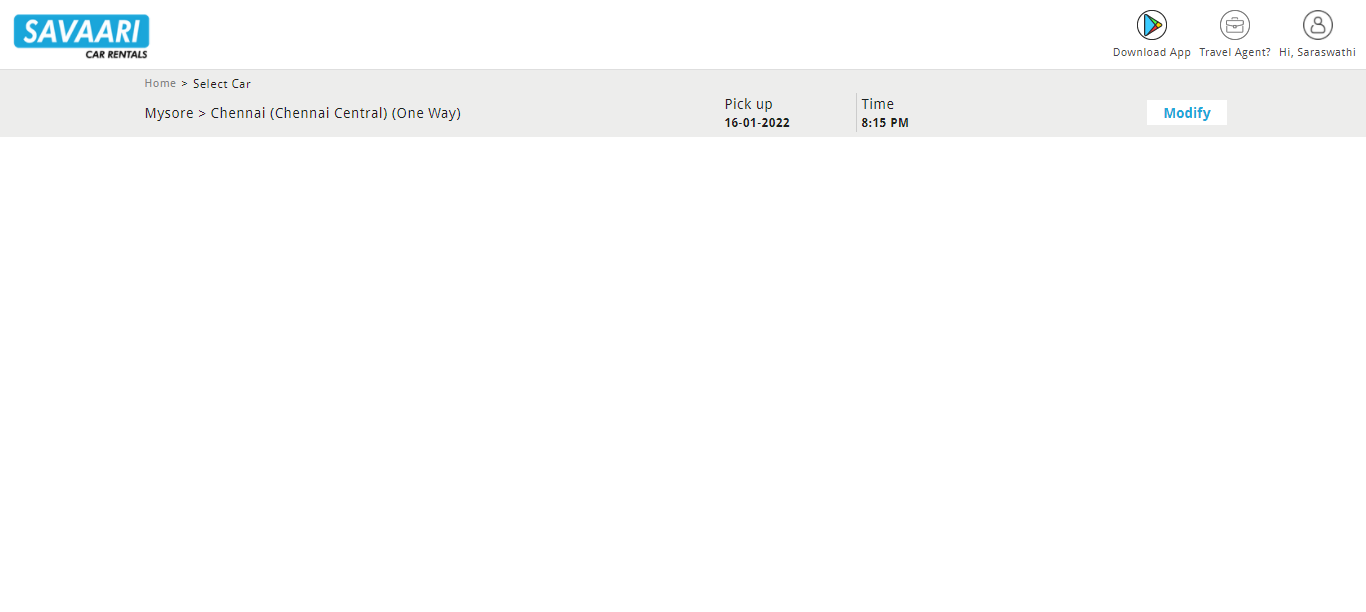 SAVAARI
CAR RENTALS
Download App
Travel Agent?
Hi, Saraswathi
Home > Select Car
Mysore > Chennai (Chennai Central) (One Way)
Pick up
16-01-2022
Time
8:15 PM
Modify